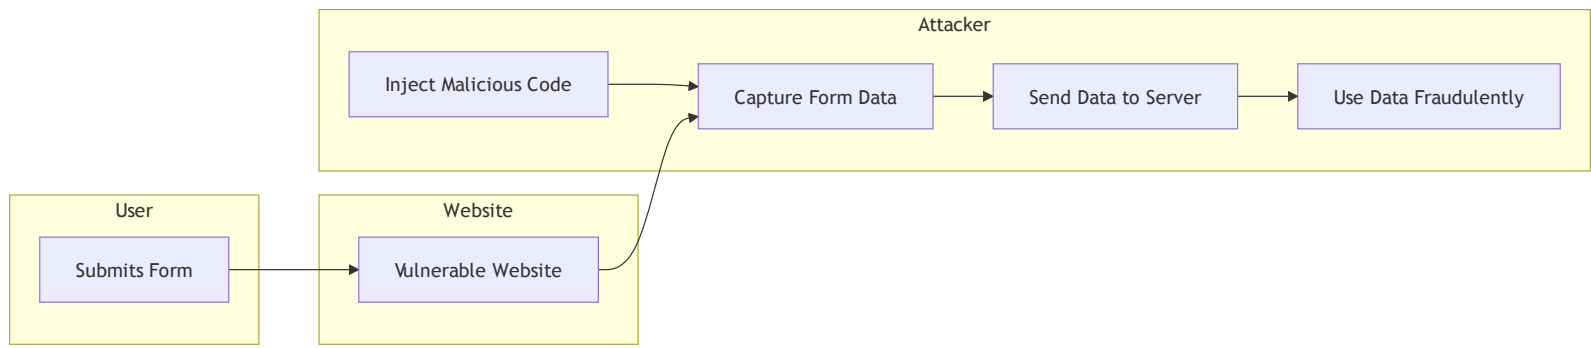 Attacker
Inject Malicious Code
Capture Form Data
Send Data to Server
Use Data Fraudulently
User
Submits Form
Website
Vulnerable Website